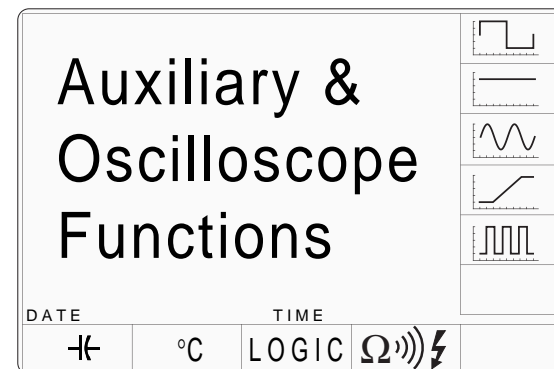 Auxiliary &
Oscilloscope
Functions
DATE TIME
°C LOGIC Ω